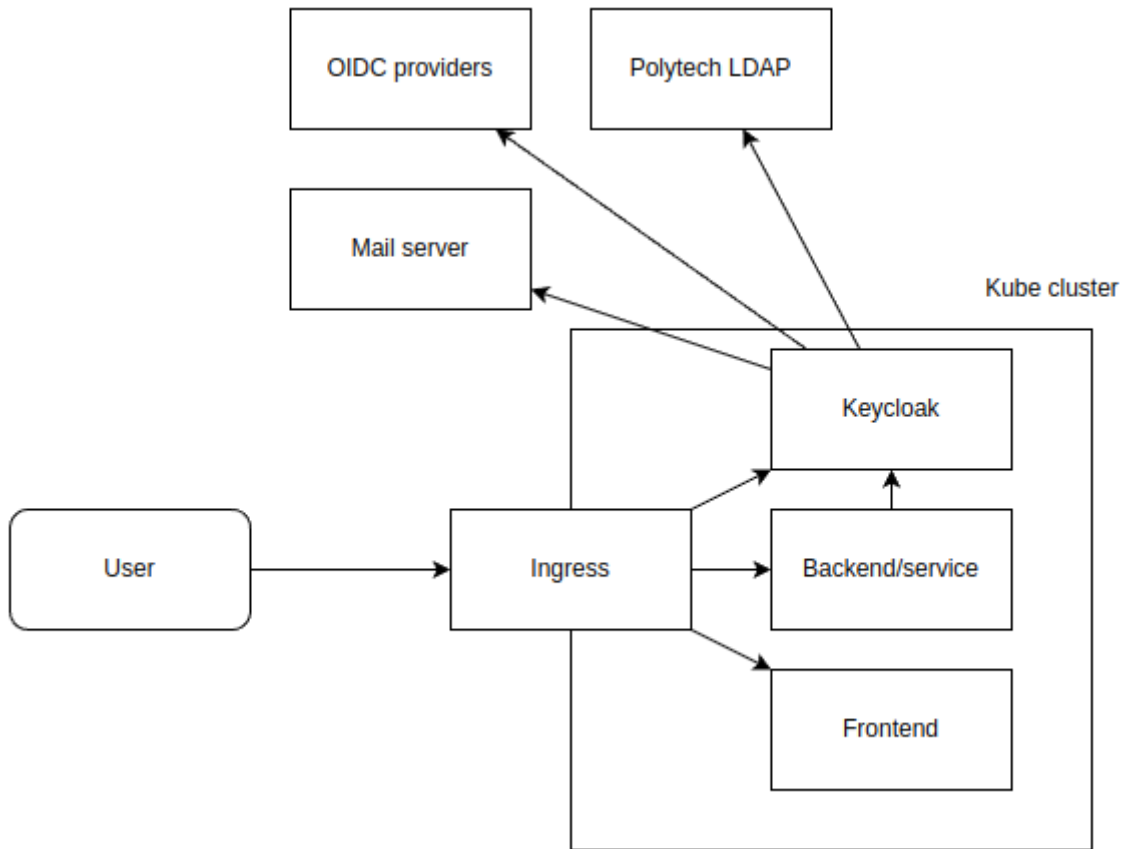 OIDC providers
Polytech LDAP
Mail server
Kube cluster
Keycloak
User
Ingress
Backend/service
Frontend